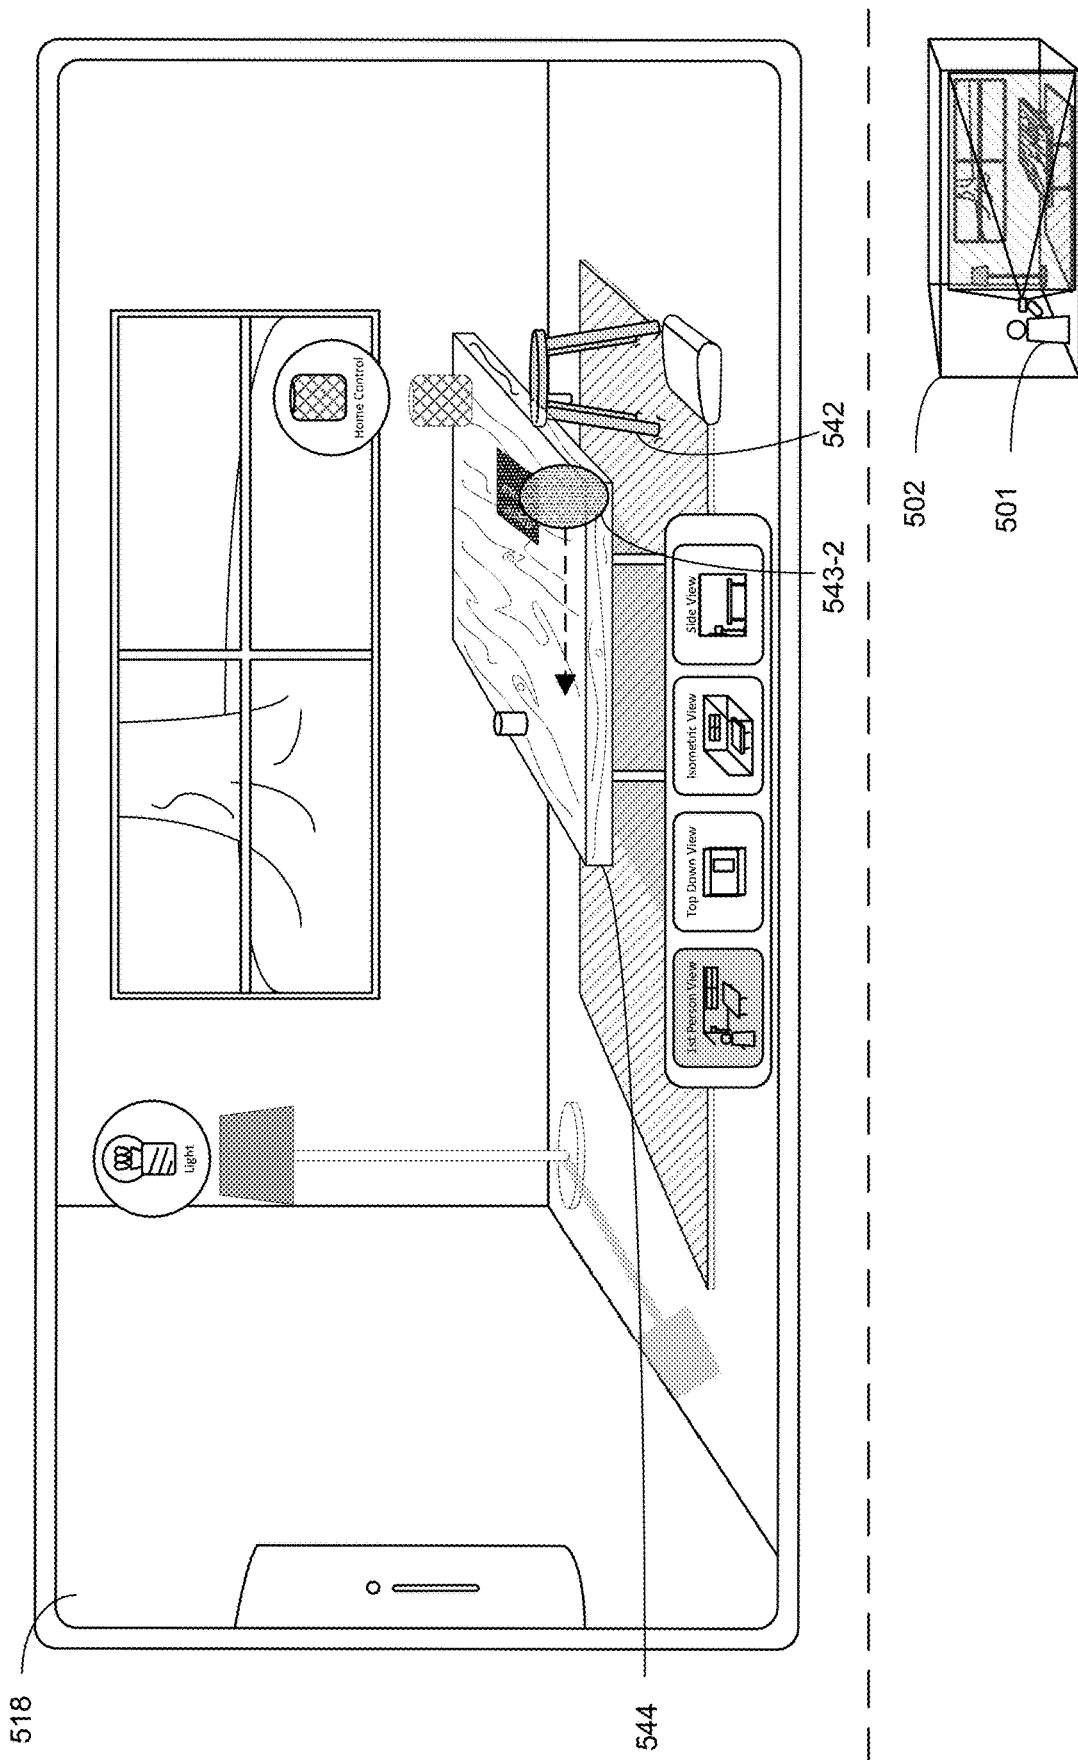 518
544
Light
Home Control
1st Person View
Top Down View
Isometric View
Side View
543-2
542
502
501